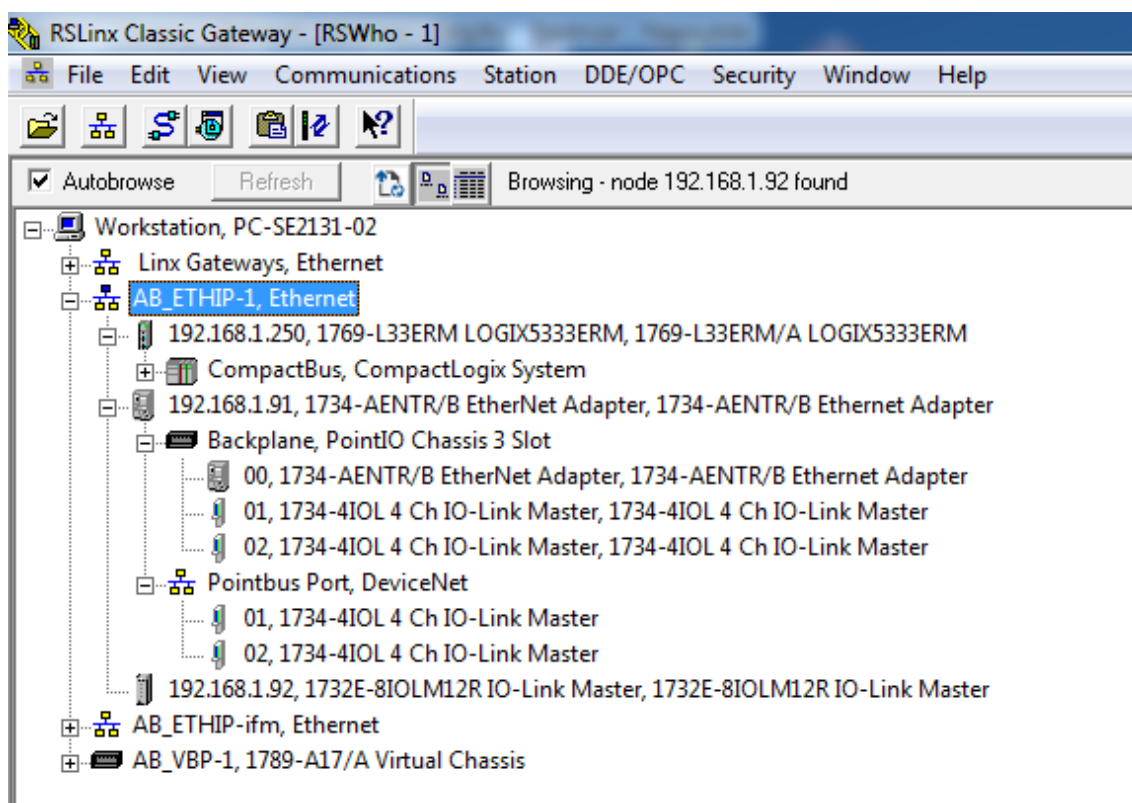 RSLinx Classic Gateway - [RSWho - 1]
File Edit View Communications Station DDE/OPC Security Window Help
Autobrowse Refresh Browsing - node 192.168.1.92 found
Workstation, PC-SE2131-02
Linx Gateways, Ethernet
AB_ETHIP-1, Ethernet
192.168.1.250, 1769-L33ERM LOGIX5333ERM, 1769-L33ERM/A LOGIX5333ERM
CompactBus, CompactLogix System
192.168.1.91, 1734-AENTR/B EtherNet Adapter, 1734-AENTR/B Ethernet Adapter
Backplane, PointIO Chassis 3 Slot
00, 1734-AENTR/B EtherNet Adapter, 1734-AENTR/B Ethernet Adapter
01, 1734-4IOL 4 Ch IO-Link Master, 1734-4IOL 4 Ch IO-Link Master
02, 1734-4IOL 4 Ch IO-Link Master, 1734-4IOL 4 Ch IO-Link Master
Pointbus Port, DeviceNet
01, 1734-4IOL 4 Ch IO-Link Master
02, 1734-4IOL 4 Ch IO-Link Master
192.168.1.92, 1732E-8IOLM12R IO-Link Master, 1732E-8IOLM12R IO-Link Master
AB_ETHIP-ifm, Ethernet
AB_VBP-1, 1789-A17/A Virtual Chassis